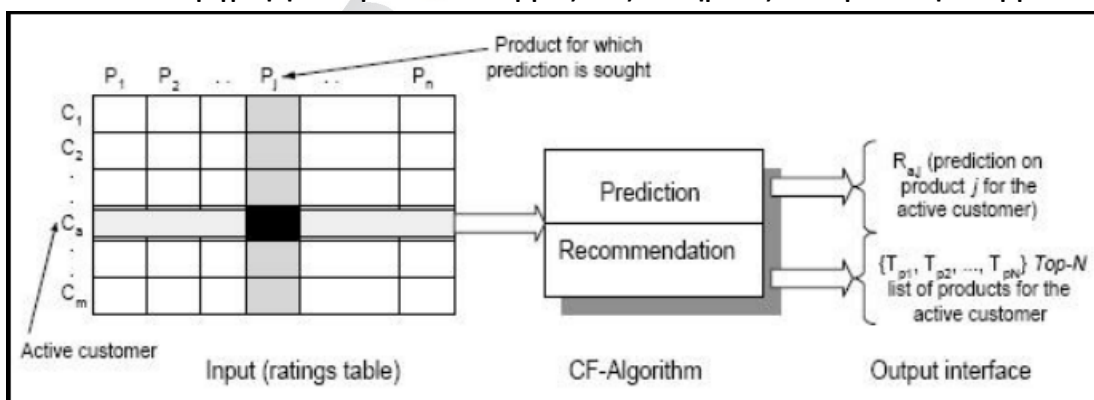 Product for which
prediction is sought
P1 P2 . . Pj . . Pn
C1
C2
.
.
Ca
.
.
Cm
Active customer
Prediction
Recommendation
Ra,j (prediction on
product j for the
active customer)
{Tp1, Tp2, ..., TpN} Top-N
list of products for the
active customer
Input (ratings table) CF-Algorithm Output interface